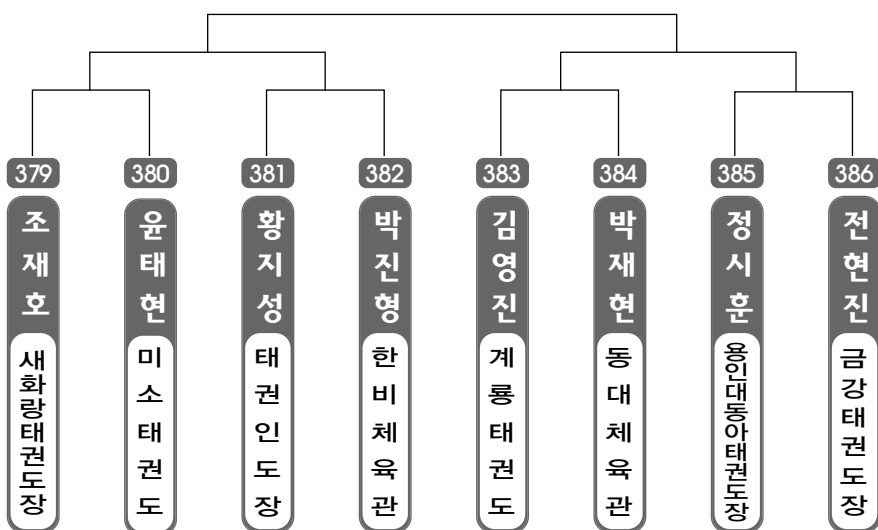 379
조재호
새화랑태권도장
380
윤태현
미소태권도
381
황지성
태권인도장
382
박진형
한비체육관
383
김영진
계룡태권도
384
박재현
동대체육관
385
정시훈
용인대동아태권도장
386
전현진
금강태권도장